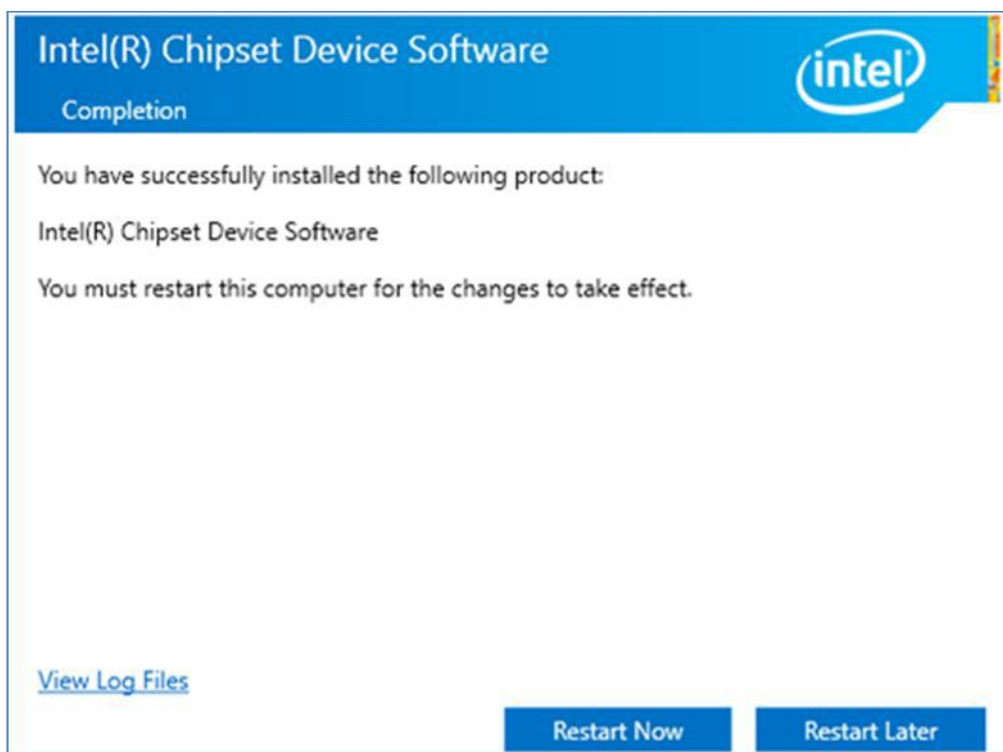 Intel(R) Chipset Device Software
intel
Completion
You have successfully installed the following product:
Intel(R) Chipset Device Software
You must restart this computer for the changes to take effect.
View Log Files
Restart Now
Restart Later